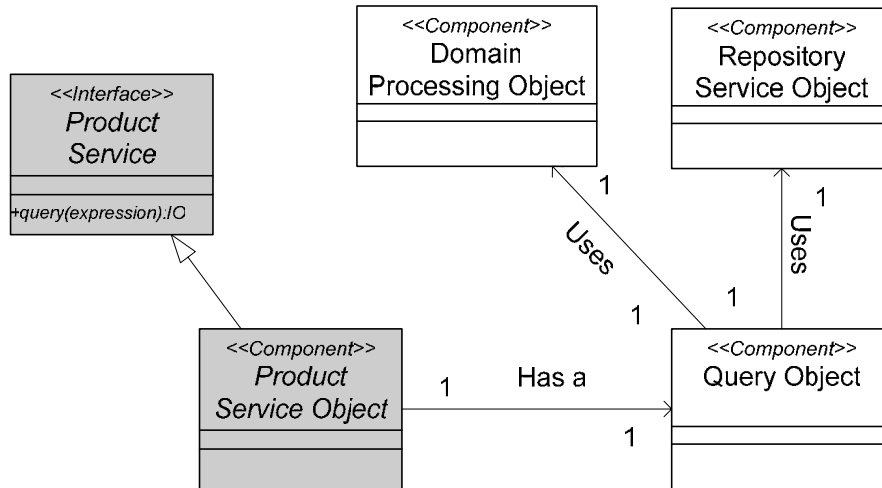 <<Component>>
Domain
Processing Object
<<Component>>
Repository
Service Object
<<Interface>>
Product
Service
+query(expression):IO
1
1
Uses
Uses
1
1
<<Component>>
Product
Service Object
1
Has a
1
<<Component>>
Query Object